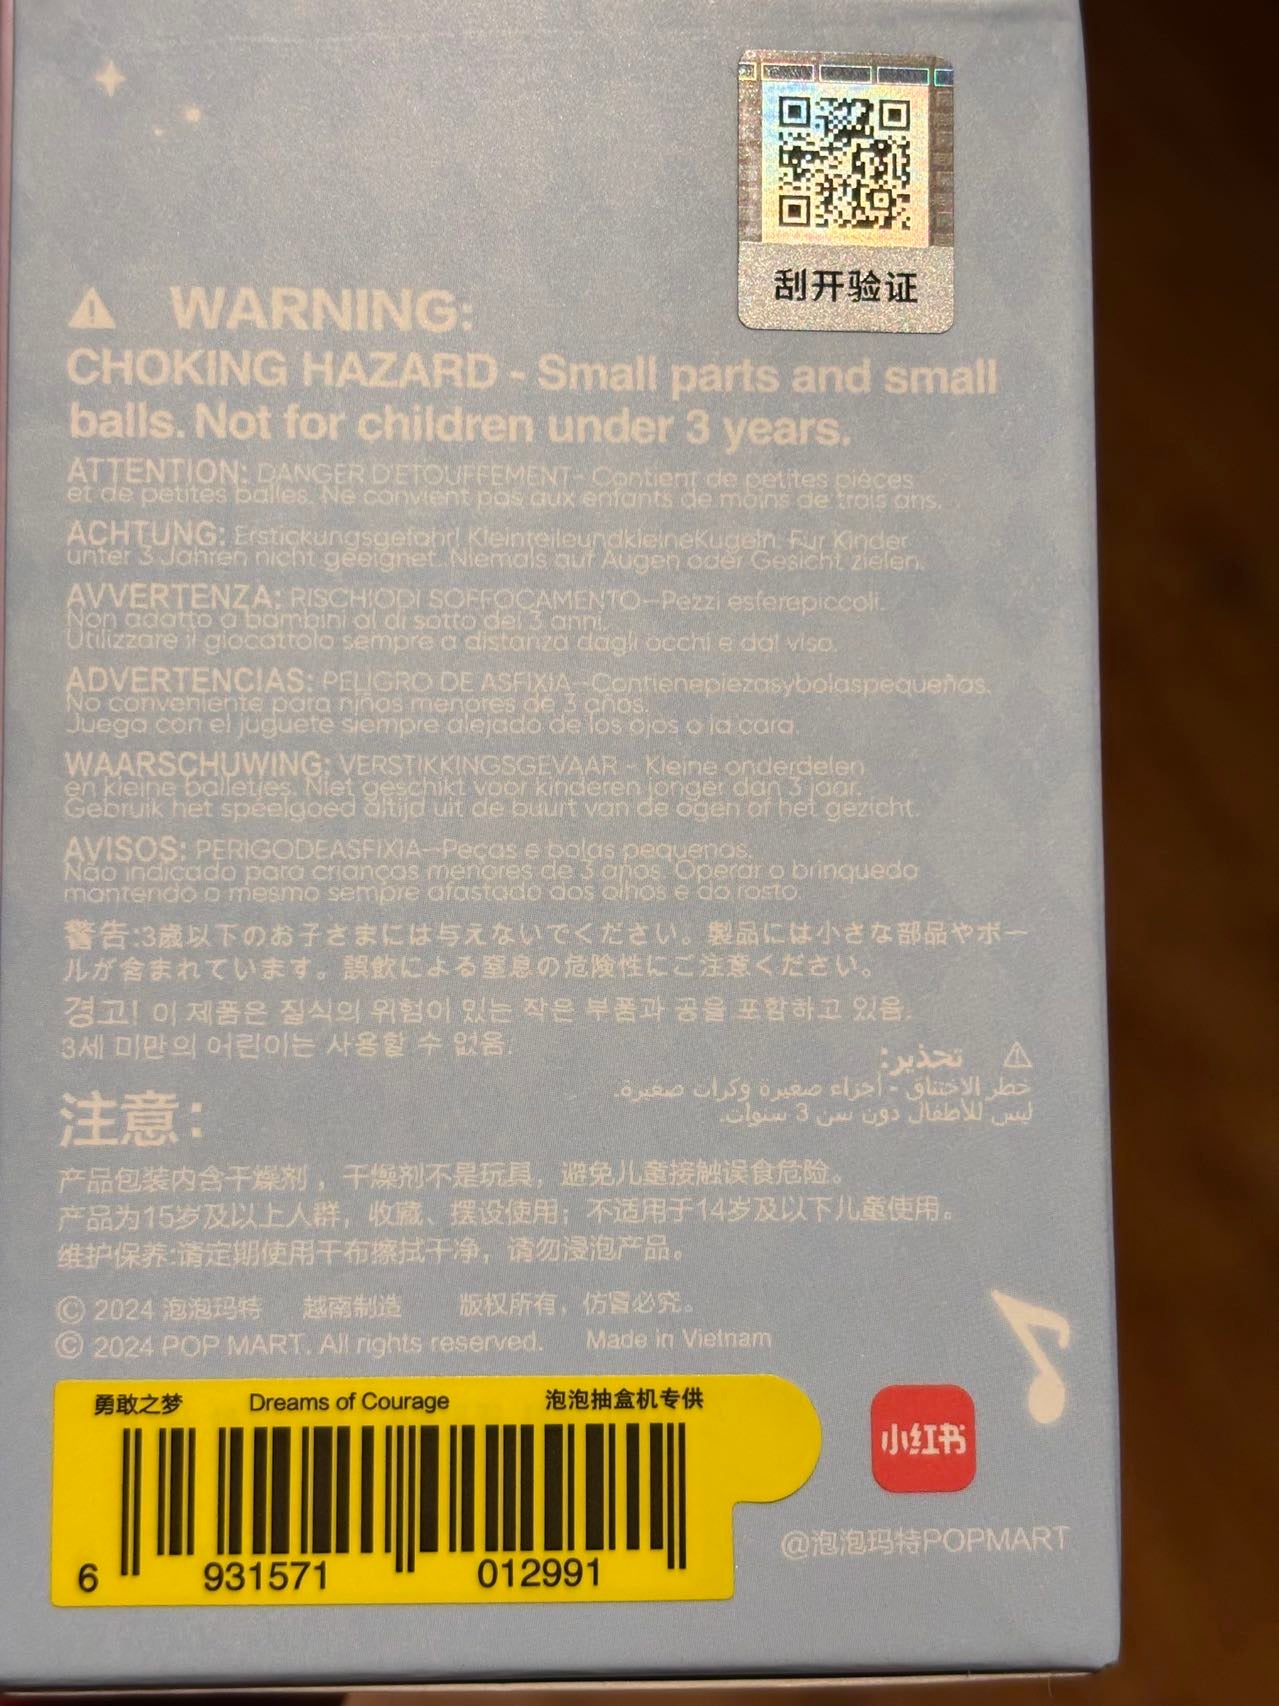 刮开验证
WARNING:
CHOKING HAZARD - Small parts and small
balls. Not for children under 3 years.
ATTENTION: DANGER D'ETOUFFEMENT- Contient de petites pièces
et de petites balles. Ne convient pas aux enfants de moins de trois ans.
ACHTUNG: Erstickungsgefahr! KleinteileundkleineKugeln. Für Kinder
unter 3 Jahren nicht geeignet. Niemals auf Augen oder Gesicht zielen.
AVVERTENZA: RISCHIODI SOFFOCAMENTO—Pezzi esferepiccoli.
Non adatto a bambini al di sotto dei 3 anni.
Utilizzare il giocattolo sempre a distanza dagli occhi e dal viso.
ADVERTENCIAS: PELIGRO DE ASFIXIA—Contienepiezasybolaspequeñas.
No conveniente para niños menores de 3 años.
Juega con el juguete siempre alejado de los ojos o la cara.
WAARSCHUWING: VERSTIKKINGSGEVAAR - Kleine onderdelen
en kleine balletjes. Niet geschikt voor kinderen jonger dan 3 jaar.
Gebruik het speelgoed altijd uit de buurt van de ogen of het gezicht.
AVISOS: PERIGODEASFIXIA—Peças e bolas pequenas.
Não indicado para crianças menores de 3 anos. Operar o brinquedo
mantendo o mesmo sempre afastado dos olhos e do rosto.
警告:3歳以下のお子さまには与えないでください。製品には小さな部品やボー
ルが含まれています。誤飲による窒息の危険性にご注意ください。
경고! 이 제품은 질식의 위험이 있는 작은 부품과 공을 포함하고 있음.
3세 미만의 어린이는 사용할 수 없음.
تحذير:
خطر الاختناق - أجزاء صغيرة وكرات صغيرة.
ليس للأطفال دون سن 3 سنوات.
注意：
产品包装内含干燥剂，干燥剂不是玩具，避免儿童接触误食危险。
产品为15岁及以上人群，收藏、摆设使用；不适用于14岁及以下儿童使用。
维护保养:请定期使用干布擦拭干净，请勿浸泡产品。
© 2024 泡泡玛特 越南制造 版权所有，仿冒必究。
© 2024 POP MART. All rights reserved. Made in Vietnam
勇敢之梦 Dreams of Courage 泡泡抽盒机专供
6 931571 012991
小红书
@泡泡玛特POPMART